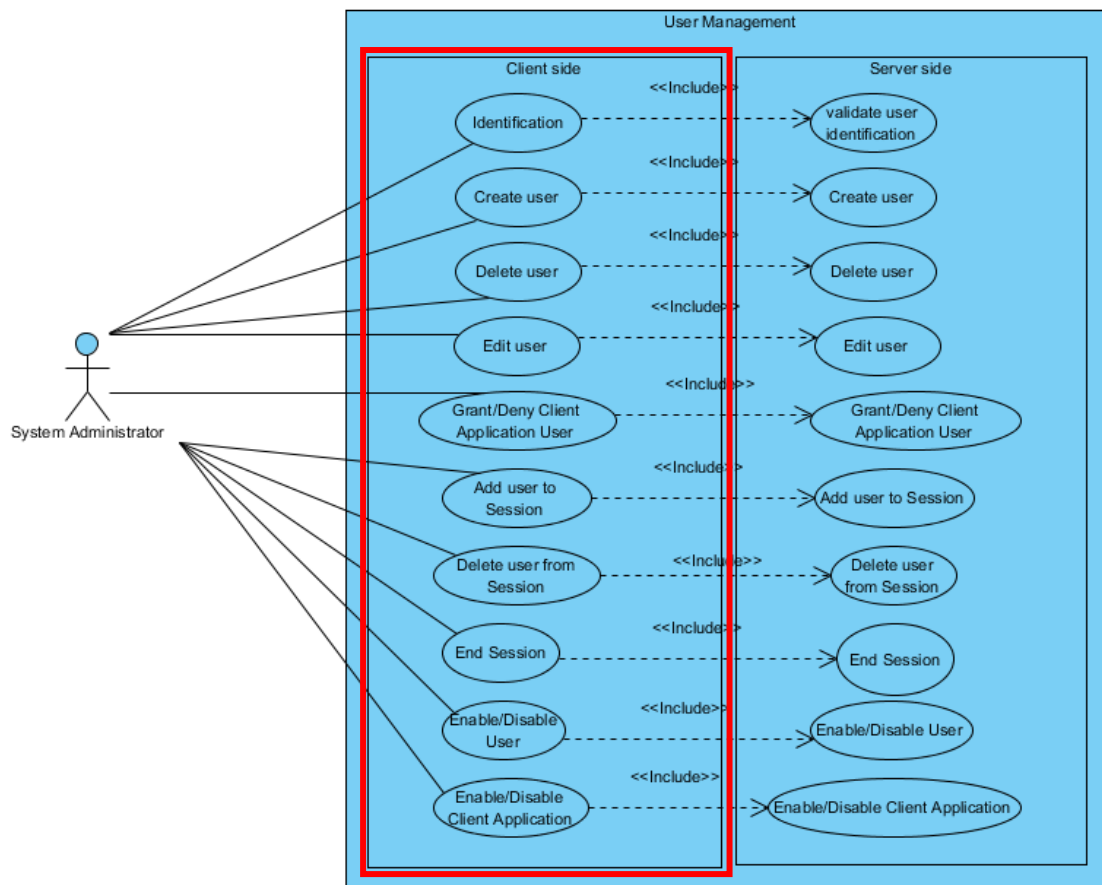 User Management
Client side
Server side
<<Include>>
Identification
validate user
identification
<<Include>>
Create user
Create user
<<Include>>
Delete user
Delete user
<<Include>>
Edit user
Edit user
<<Include>>
Grant/Deny Client
Application User
Grant/Deny Client
Application User
System Administrator
<<Include>>
Add user to
Session
Add user to Session
<<Include>>
Delete user from
Session
Delete user
from Session
<<Include>>
End Session
End Session
<<Include>>
Enable/Disable
User
Enable/Disable User
<<Include>>
Enable/Disable
Client Application
Enable/Disable Client Application